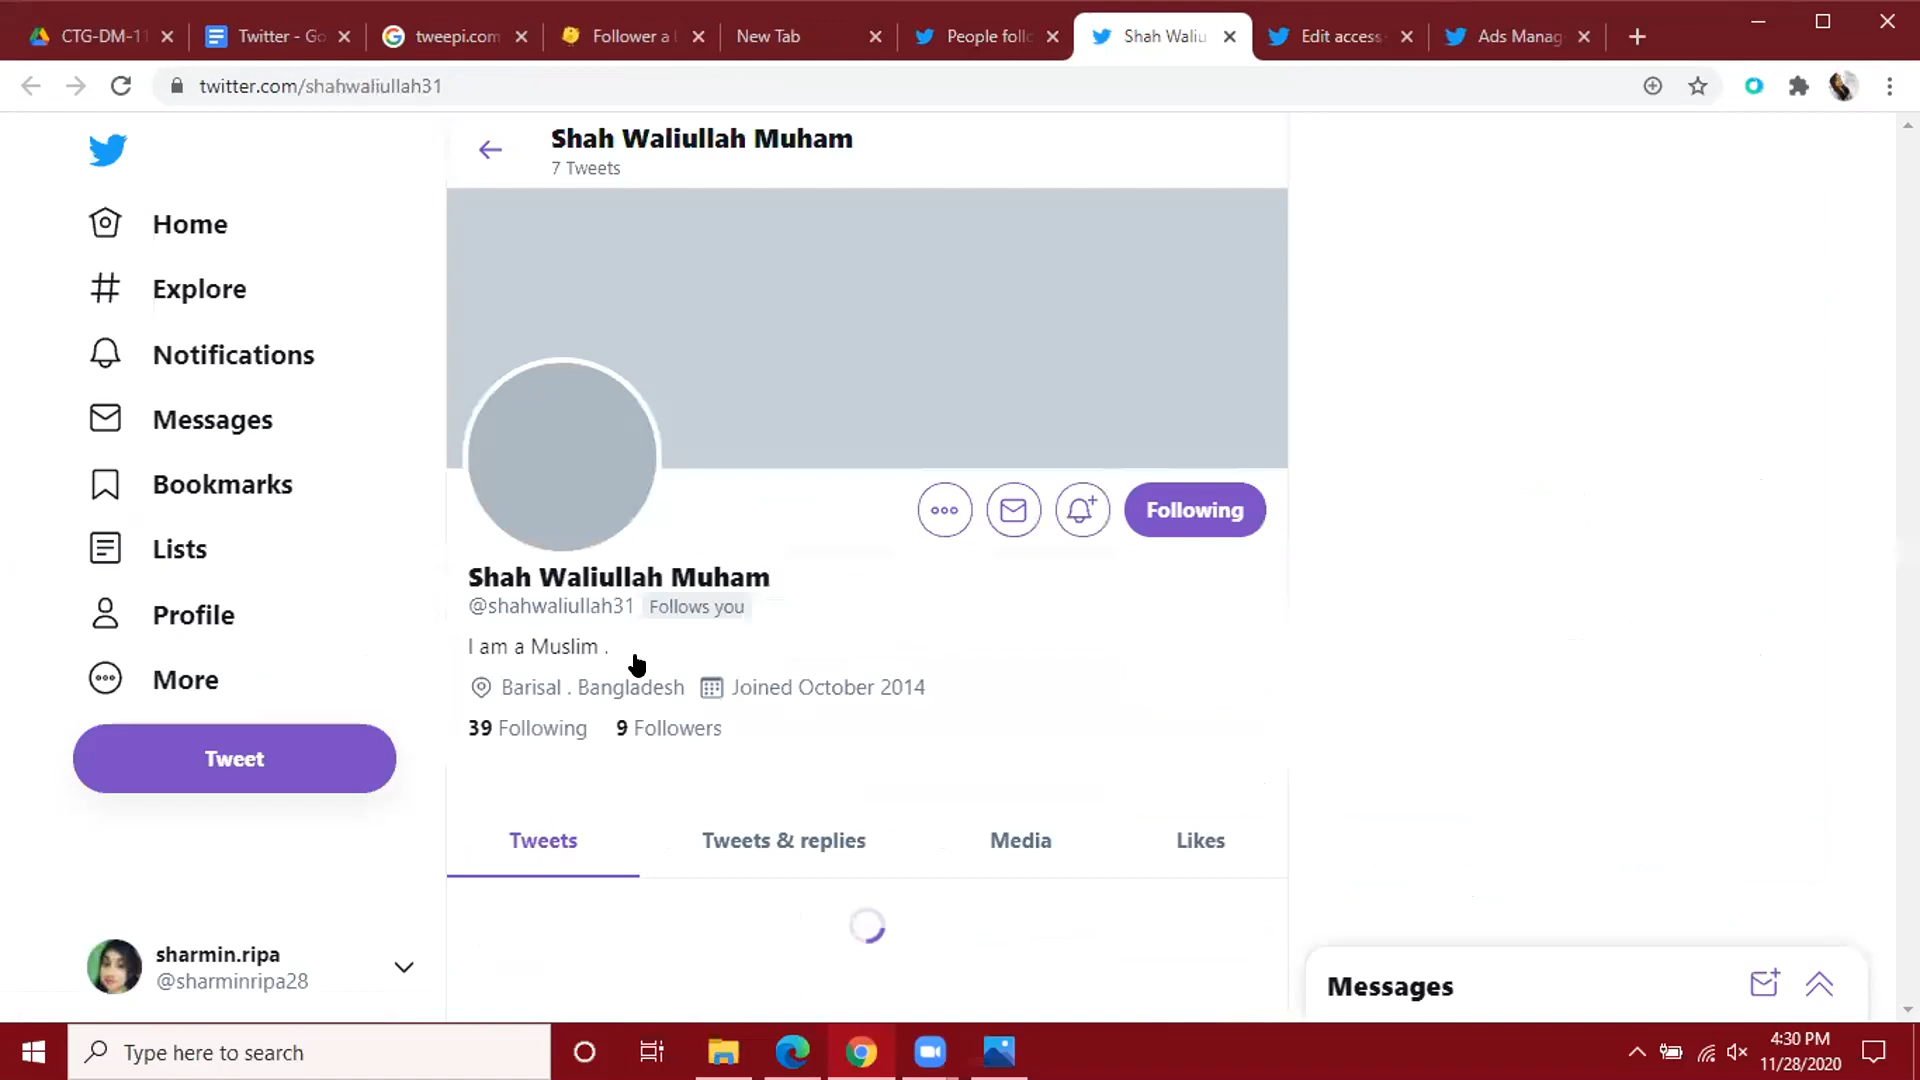 CTG-DM-11
Twitter - Go
tweepi.com
Follower a
New Tab
People foll
Shah Waliu
Edit access
Ads Manag
twitter.com/shahwaliullah31
Shah Waliullah Muham
7 Tweets
Home
Explore
Notifications
Messages
Bookmarks
Lists
Profile
More
Tweet
Following
Shah Waliullah Muham
@shahwaliullah31 Follows you
I am a Muslim .
Barisal . Bangladesh Joined October 2014
39 Following 9 Followers
Tweets Tweets & replies Media Likes
sharmin.ripa
@sharminripa28
Messages
Type here to search
4:30 PM
11/28/2020